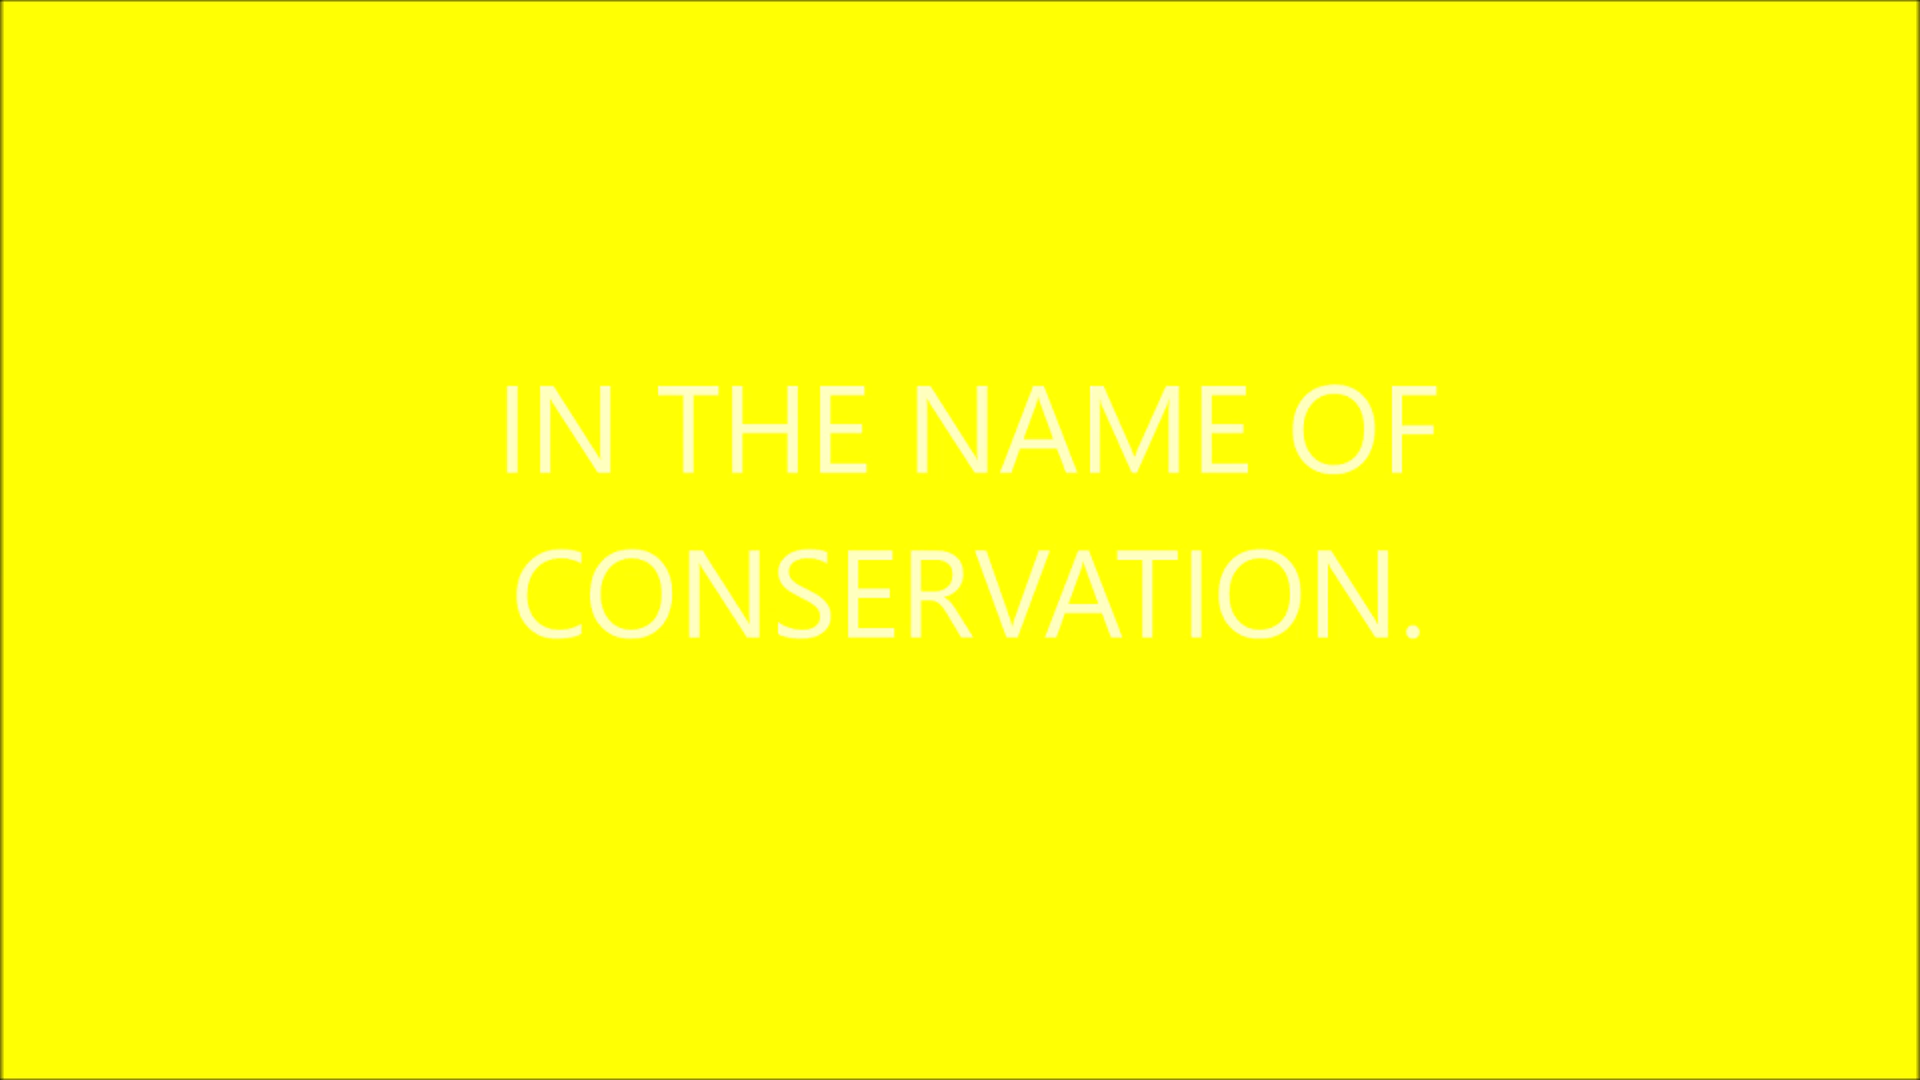 IN THE NAME OF
CONSERVATION.